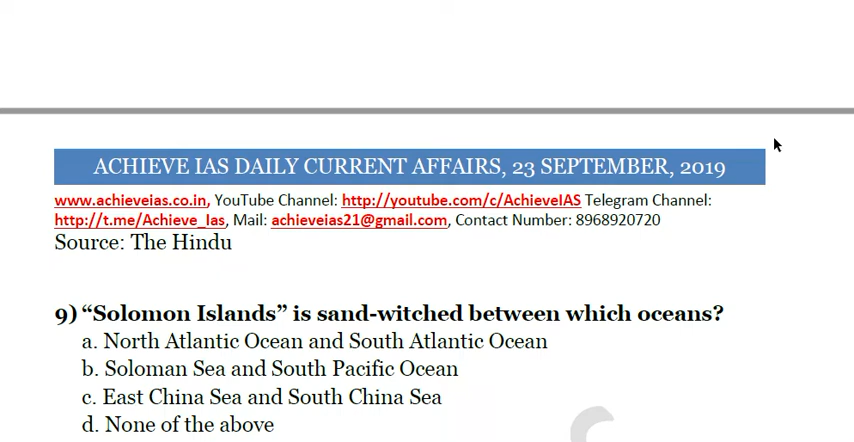 ACHIEVE IAS DAILY CURRENT AFFAIRS, 23 SEPTEMBER, 2019
www.achieveias.co.in, YouTube Channel: http://youtube.com/c/AchieveIAS Telegram Channel:
http://t.me/Achieve_Ias, Mail: achieveias21@gmail.com, Contact Number: 8968920720
Source: The Hindu
9) “Solomon Islands” is sand-witched between which oceans?
a. North Atlantic Ocean and South Atlantic Ocean
b. Soloman Sea and South Pacific Ocean
c. East China Sea and South China Sea
d. None of the above